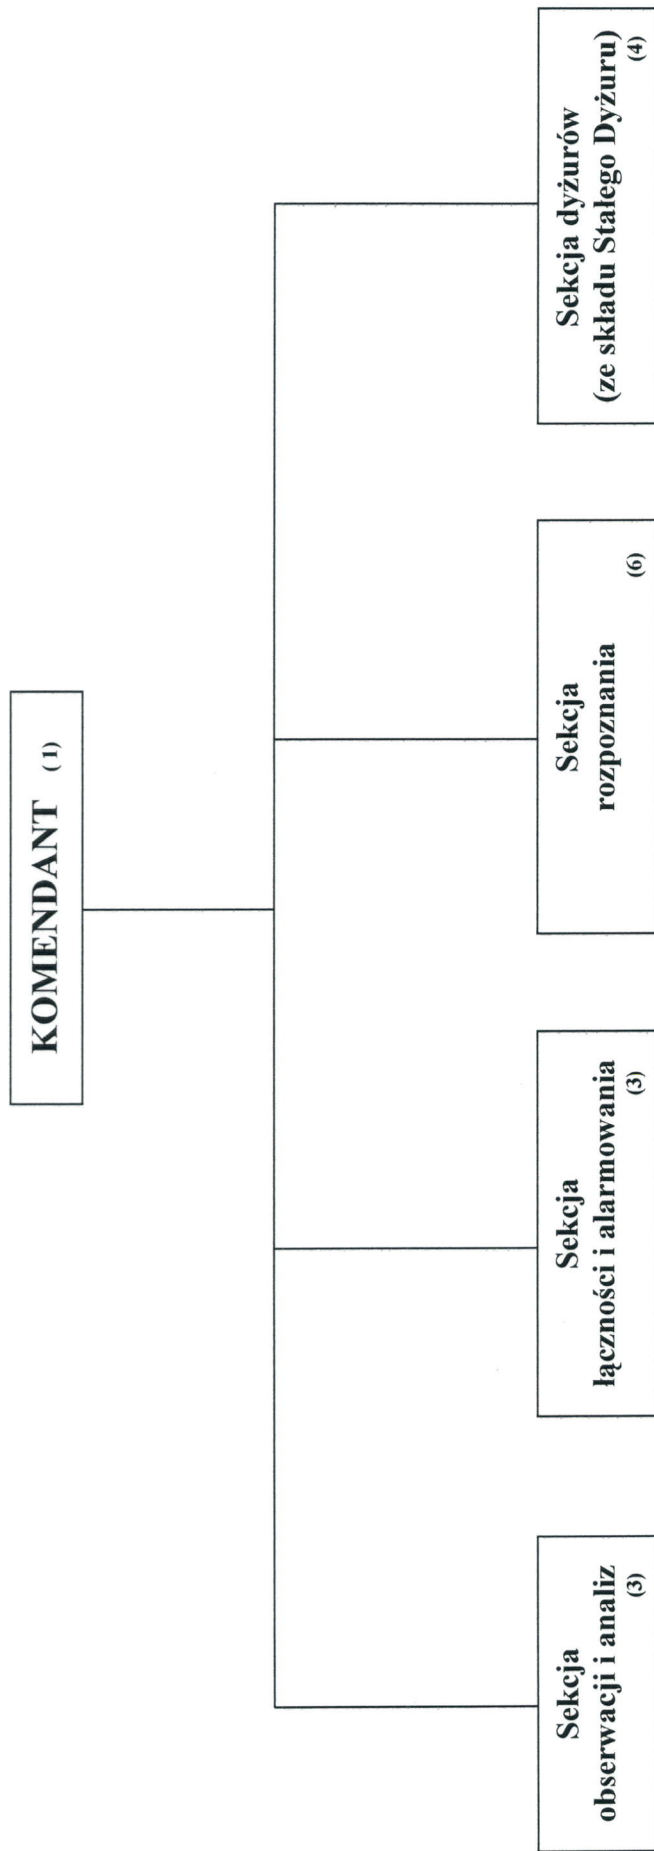 KOMENDANT (1)
Sekcja
obserwacji i analiz
(3)
Sekcja
łączności i alarmowania
(3)
Sekcja
rozpoznania
(6)
Sekcja dyżurów
(ze składu Stałego Dyżuru)
(4)